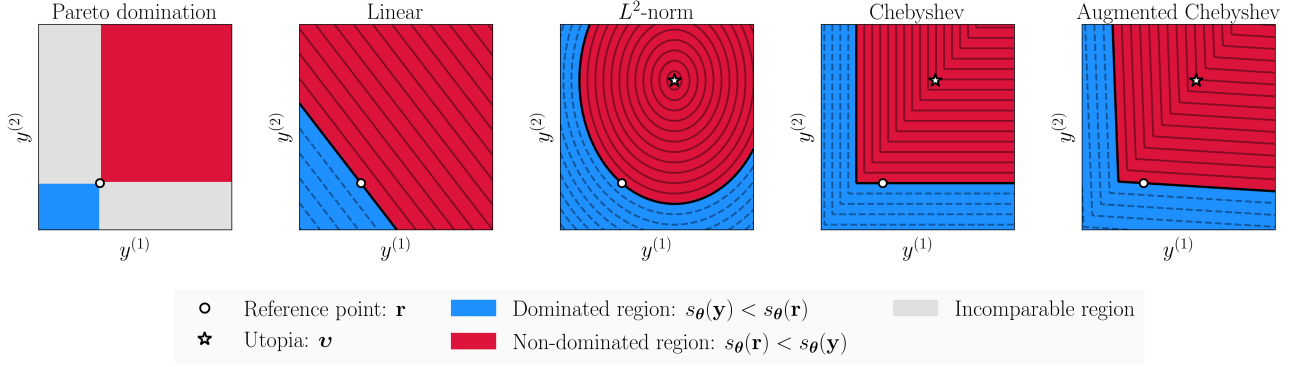 Pareto domination
Linear
L²-norm
Chebyshev
Augmented Chebyshev
y⁽²⁾
y⁽²⁾
y⁽²⁾
y⁽²⁾
y⁽²⁾
y⁽¹⁾
y⁽¹⁾
y⁽¹⁾
y⁽¹⁾
y⁽¹⁾
Reference point: r
Utopia: υ
Dominated region: s_θ(y) < s_θ(r)
Non-dominated region: s_θ(r) < s_θ(y)
Incomparable region